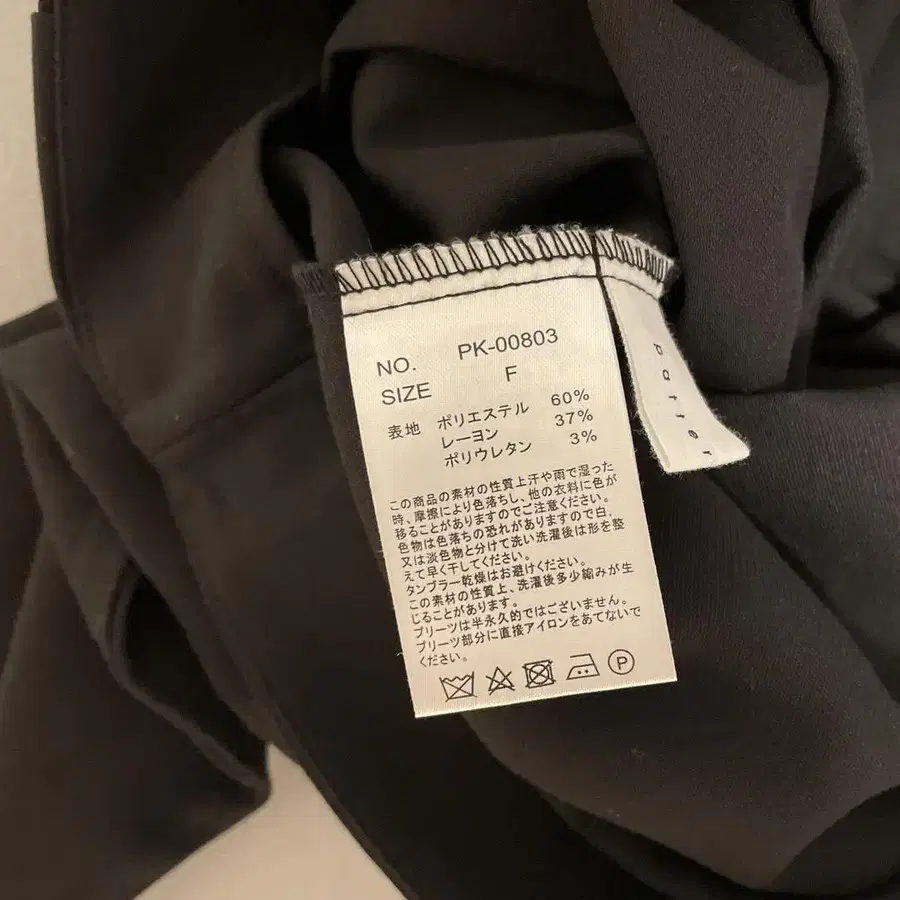 NO. PK-00803
SIZE F
表地 ポリエステル 60%
レーヨン 37%
ポリウレタン 3%
この商品の素材の性質上汗や雨で湿った
時、摩擦により色落ちし、他の衣料に色が
移ることがありますのでご注意ください。
色物は色落ちの恐れがありますので白、
又は淡色物と分けて洗い洗濯後は形を整
えて早く干してください。
タンブラー乾燥はお避けください。
この素材の性質上、洗濯後多少縮みが生
じることがあります。
プリーツは半永久的ではございません。
プリーツ部分に直接アイロンをあてないで
ください。
P